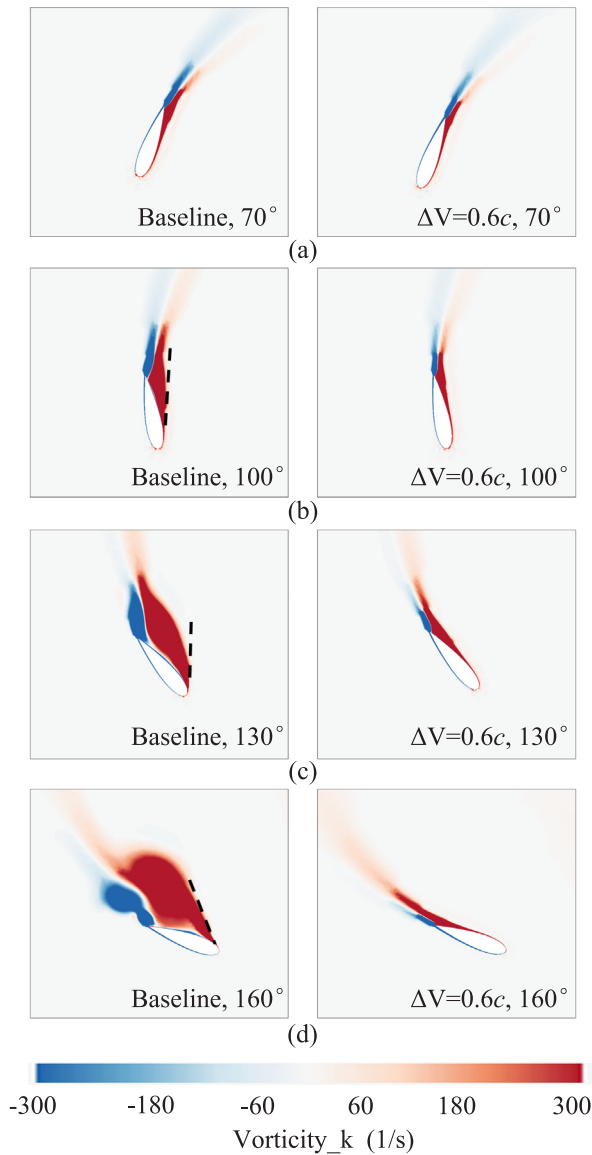 Baseline, 70°
ΔV=0.6c, 70°
(a)
Baseline, 100°
ΔV=0.6c, 100°
(b)
Baseline, 130°
ΔV=0.6c, 130°
(c)
Baseline, 160°
ΔV=0.6c, 160°
(d)
-300 -180 -60 60 180 300
Vorticity_k (1/s)